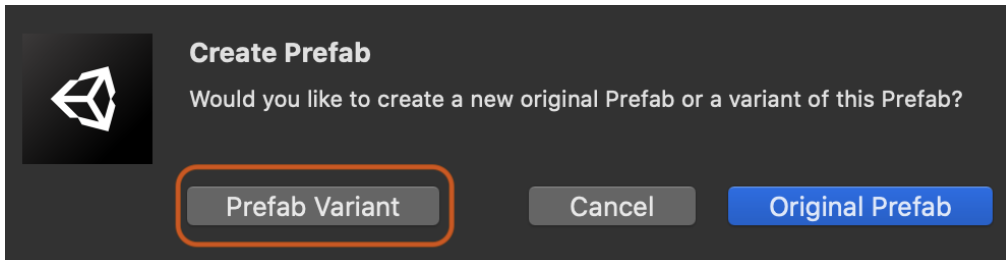 Create Prefab
Would you like to create a new original Prefab or a variant of this Prefab?
Prefab Variant
Cancel
Original Prefab